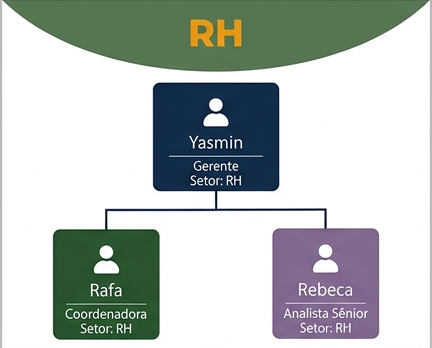 RH
Yasmin
Gerente
Setor: RH
Rafa
Coordenadora
Setor: RH
Rebeca
Analista Sênior
Setor: RH